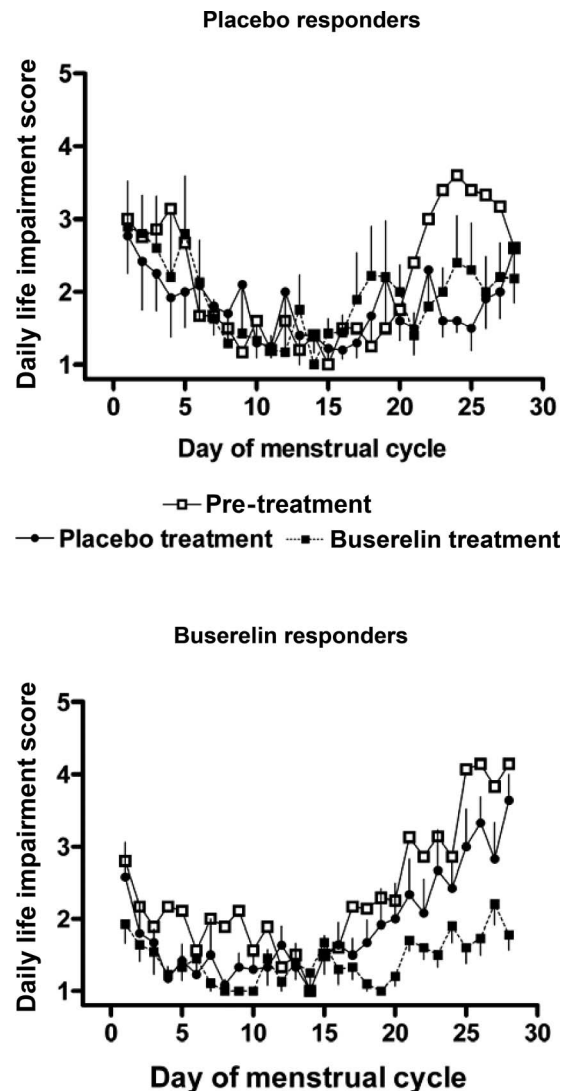 Placebo responders
5
4
3
2
1
Daily life impairment score
0 5 10 15 20 25 30
Day of menstrual cycle
Pre-treatment
Placebo treatment Buserelin treatment
Buserelin responders
5
4
3
2
1
Daily life impairment score
0 5 10 15 20 25 30
Day of menstrual cycle